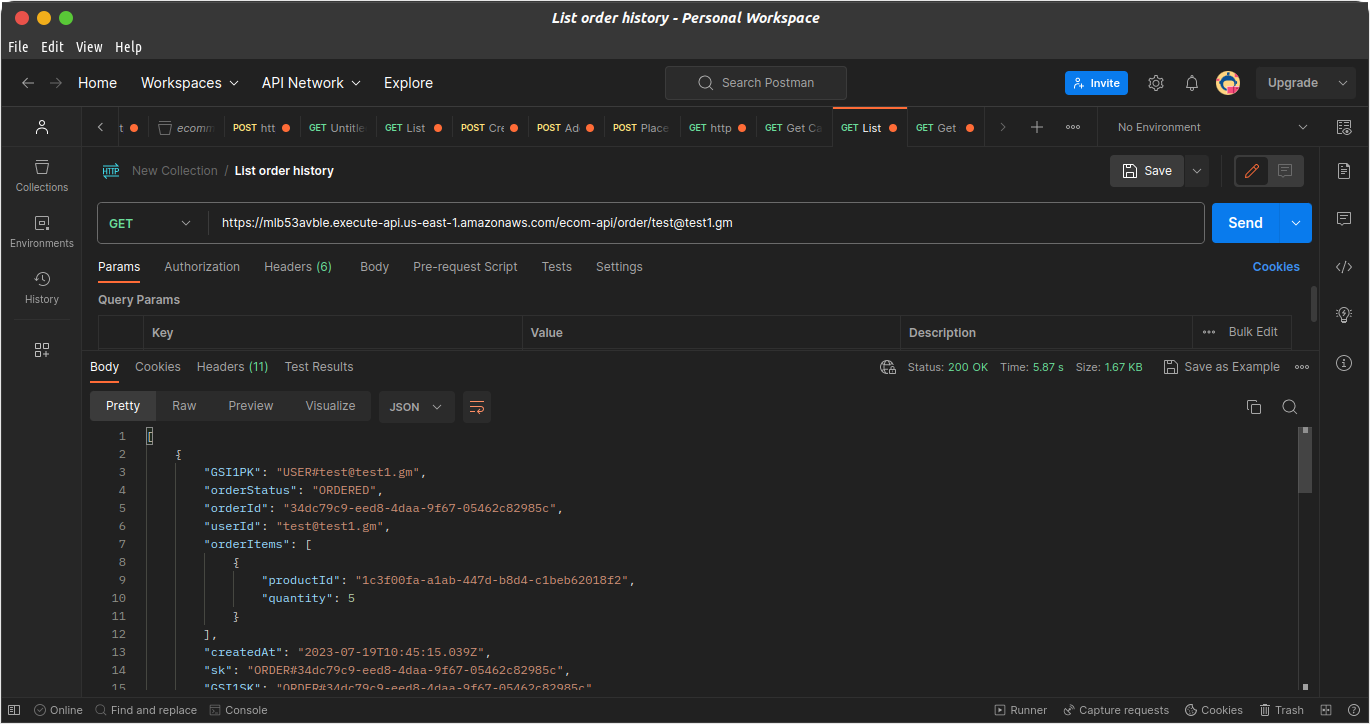 List order history - Personal Workspace
File Edit View Help
Home Workspaces API Network Explore Search Postman Invite Upgrade
t ecomm POST htt GET Untitle GET List POST Cre POST Ad POST Place GET http GET Get Ca GET List GET Get No Environment
HTTP New Collection / List order history Save
Collections
Environments
History
GET https://mlb53avble.execute-api.us-east-1.amazonaws.com/ecom-api/order/test@test1.gm Send
Params Authorization Headers (6) Body Pre-request Script Tests Settings Cookies
Query Params
Key Value Description Bulk Edit
Body Cookies Headers (11) Test Results Status: 200 OK Time: 5.87 s Size: 1.67 KB Save as Example
Pretty Raw Preview Visualize JSON
1 [
2 {
3 "GSI1PK": "USER#test@test1.gm",
4 "orderStatus": "ORDERED",
5 "orderId": "34dc79c9-eed8-4daa-9f67-05462c82985c",
6 "userId": "test@test1.gm",
7 "orderItems": [
8 {
9 "productId": "1c3f00fa-a1ab-447d-b8d4-c1beb62018f2",
10 "quantity": 5
11 }
12 ],
13 "createdAt": "2023-07-19T10:45:15.039Z",
14 "sk": "ORDER#34dc79c9-eed8-4daa-9f67-05462c82985c",
15 "GSI1SK": "ORDER#34dc79c9-eed8-4daa-9f67-05462c82985c"
Online Find and replace Console Runner Capture requests Cookies Trash